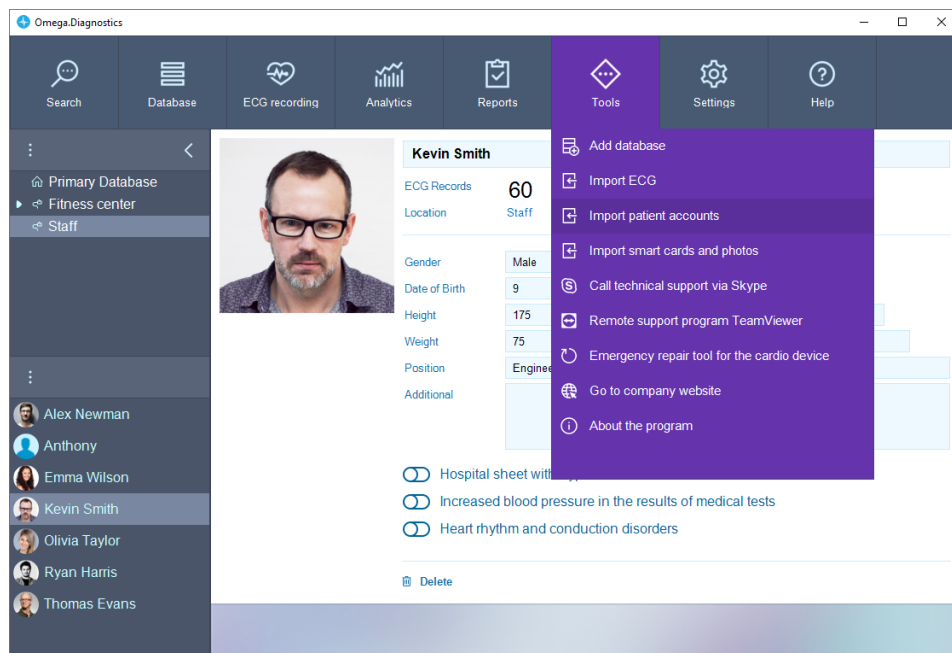 Omega.Diagnostics
Search
Database
ECG recording
Analytics
Reports
Tools
Settings
Help
Primary Database
Fitness center
Staff
Alex Newman
Anthony
Emma Wilson
Kevin Smith
Olivia Taylor
Ryan Harris
Thomas Evans
Kevin Smith
ECG Records 60
Location Staff
Gender Male
Date of Birth 9
Height 175
Weight 75
Position Enginee
Additional
Hospital sheet with
Increased blood pressure in the results of medical tests
Heart rhythm and conduction disorders
Delete
Add database
Import ECG
Import patient accounts
Import smart cards and photos
Call technical support via Skype
Remote support program TeamViewer
Emergency repair tool for the cardio device
Go to company website
About the program